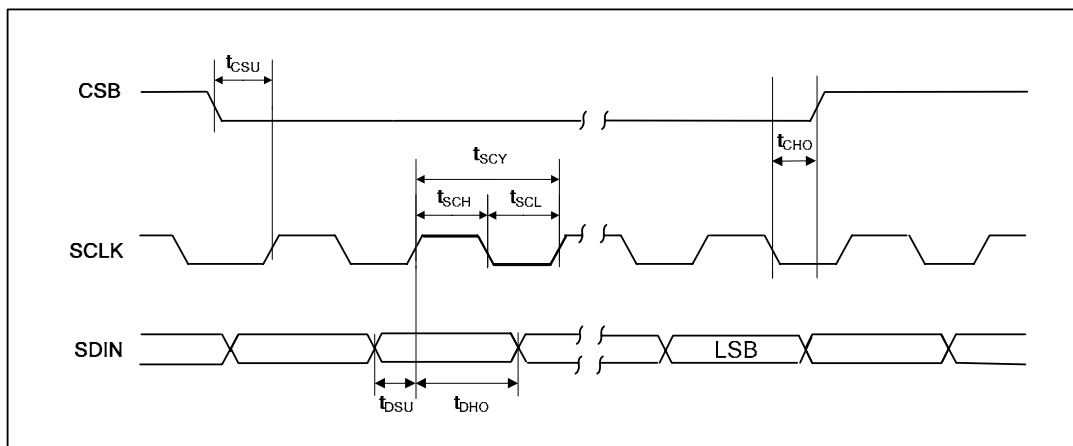 tCSU
CSB
tCHO
tSCY
tSCH tSCL
SCLK
SDIN LSB
tDSU tDHO